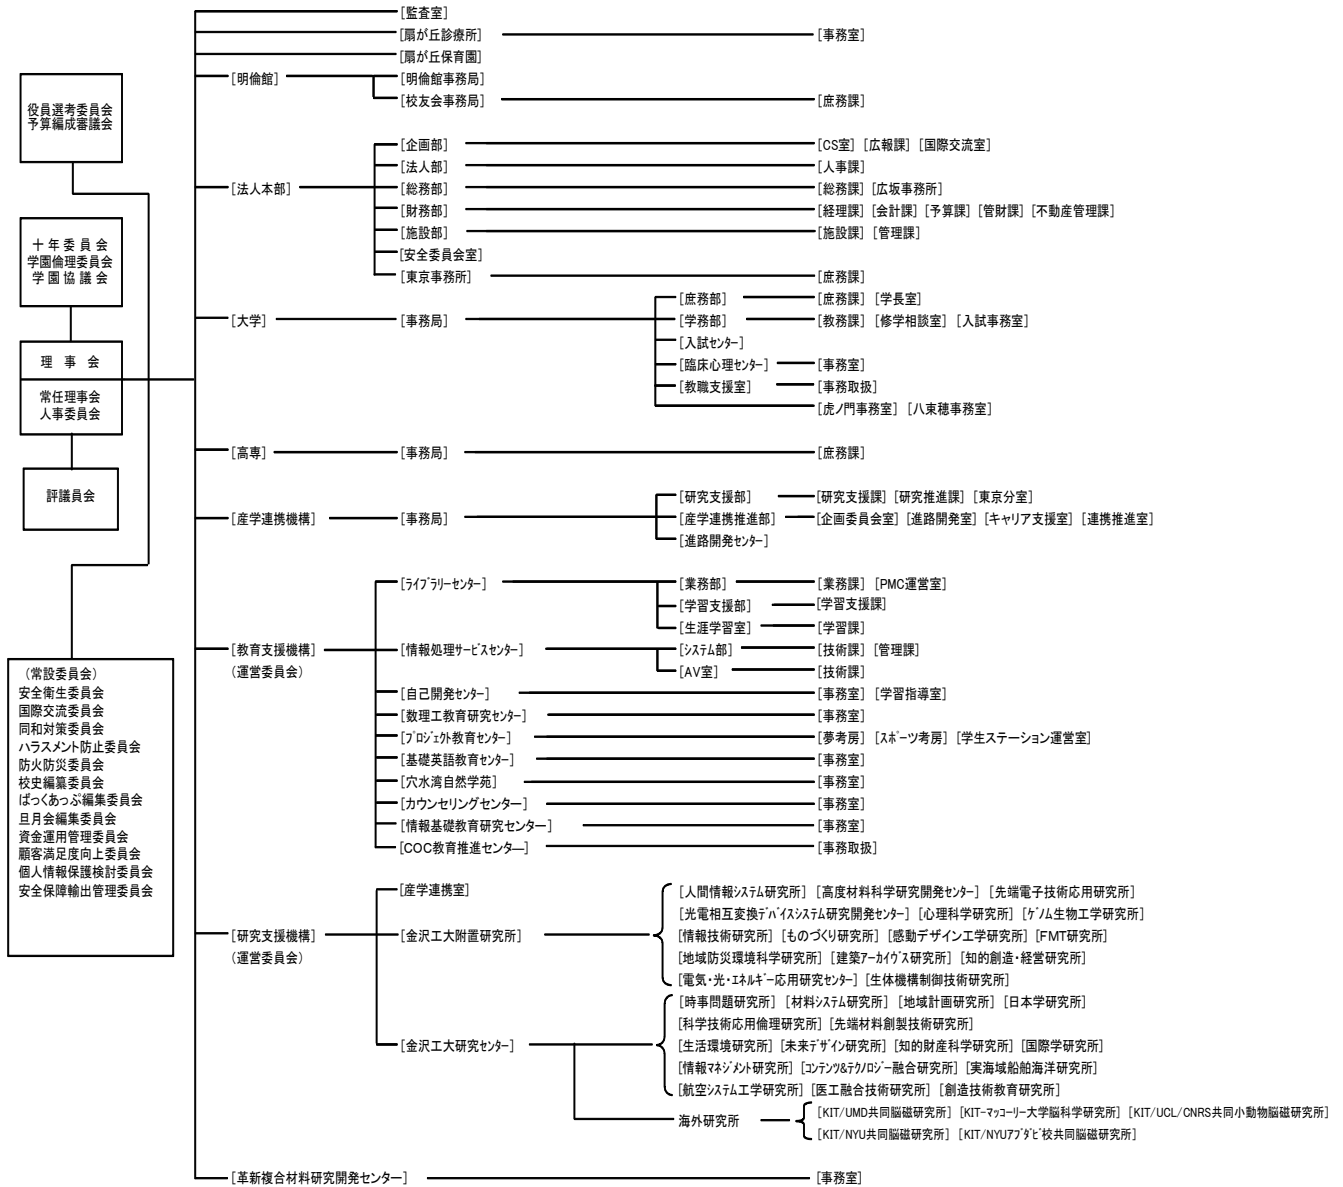 [監査室]
[扇が丘診療所] [事務室]
[扇が丘保育園]
[明倫館] [明倫館事務局]
[校友会事務局] [庶務課]
役員選考委員会
予算編成審議会
[企画部] [CS室] [広報課] [国際交流室]
[法人部] [人事課]
[法人本部] [総務部] [総務課] [広坂事務所]
[財務部] [経理課] [会計課] [予算課] [管財課] [不動産管理課]
[施設部] [施設課] [管理課]
[安全委員会室]
[東京事務所] [庶務課]
十年委員会
学園倫理委員会
学園協議会
[庶務部] [庶務課] [学長室]
[大学] [事務局] [学務部] [教務課] [修学相談室] [入試事務室]
[入試センター]
[臨床心理センター] [事務室]
[教職支援室] [事務取扱]
[虎ノ門事務室] [八束穂事務室]
理事会
常任理事会
人事委員会
[高専] [事務局] [庶務課]
評議員会
[研究支援部] [研究支援課] [研究推進課] [東京分室]
[産学連携機構] [事務局] [産学連携推進部] [企画委員会室] [進路開発室] [キャリア支援室] [連携推進室]
[進路開発センター]
[ライブラリーセンター] [業務部] [業務課] [PMC運営室]
[学習支援部] [学習支援課]
[生涯学習室] [学習課]
[教育支援機構] [情報処理サービスセンター] [システム部] [技術課] [管理課]
(運営委員会) [AV室] [技術課]
[自己開発センター] [事務室] [学習指導室]
[数理工教育研究センター] [事務室]
[プロジェクト教育センター] [夢考房] [スポーツ考房] [学生ステーション運営室]
[基礎英語教育センター] [事務室]
[穴水湾自然学苑] [事務室]
[カウンセリングセンター] [事務室]
[情報基礎教育研究センター] [事務室]
[COC教育推進センター] [事務取扱]
(常設委員会)
安全衛生委員会
国際交流委員会
同和対策委員会
ハラスメント防止委員会
防火防災委員会
校史編纂委員会
ぱっくあっぷ編集委員会
旦月会編集委員会
資金運用管理委員会
顧客満足度向上委員会
個人情報保護検討委員会
安全保障輸出管理委員会
[産学連携室] [人間情報システム研究所] [高度材料科学研究開発センター] [先端電子技術応用研究所]
[光電相互変換デバイスシステム研究開発センター] [心理科学研究所] [ゲノム生物工学研究所]
[研究支援機構] [金沢工大附置研究所] [情報技術研究所] [ものづくり研究所] [感動デザイン工学研究所] [FMT研究所]
(運営委員会) [地域防災環境科学研究所] [建築アーカイヴス研究所] [知的創造・経営研究所]
[電気・光・エネルギー応用研究センター] [生体機構制御技術研究所]
[時事問題研究所] [材料システム研究所] [地域計画研究所] [日本学研究所]
[科学技術応用倫理研究所] [先端材料創製技術研究所]
[金沢工大研究センター] [生活環境研究所] [未来デザイン研究所] [知的財産科学研究所] [国際学研究所]
[情報マネジメント研究所] [コンテンツ&テクノロジー融合研究所] [実海域船舶海洋研究所]
[航空システム工学研究所] [医工融合技術研究所] [創造技術教育研究所]
海外研究所 [KIT/UMD共同脳磁研究所] [KIT-マッコーリー大学脳科学研究所] [KIT/UCL/CNRS共同小動物脳磁研究所]
[KIT/NYU共同脳磁研究所] [KIT/NYUアブダビ校共同脳磁研究所]
[革新複合材料研究開発センター] [事務室]